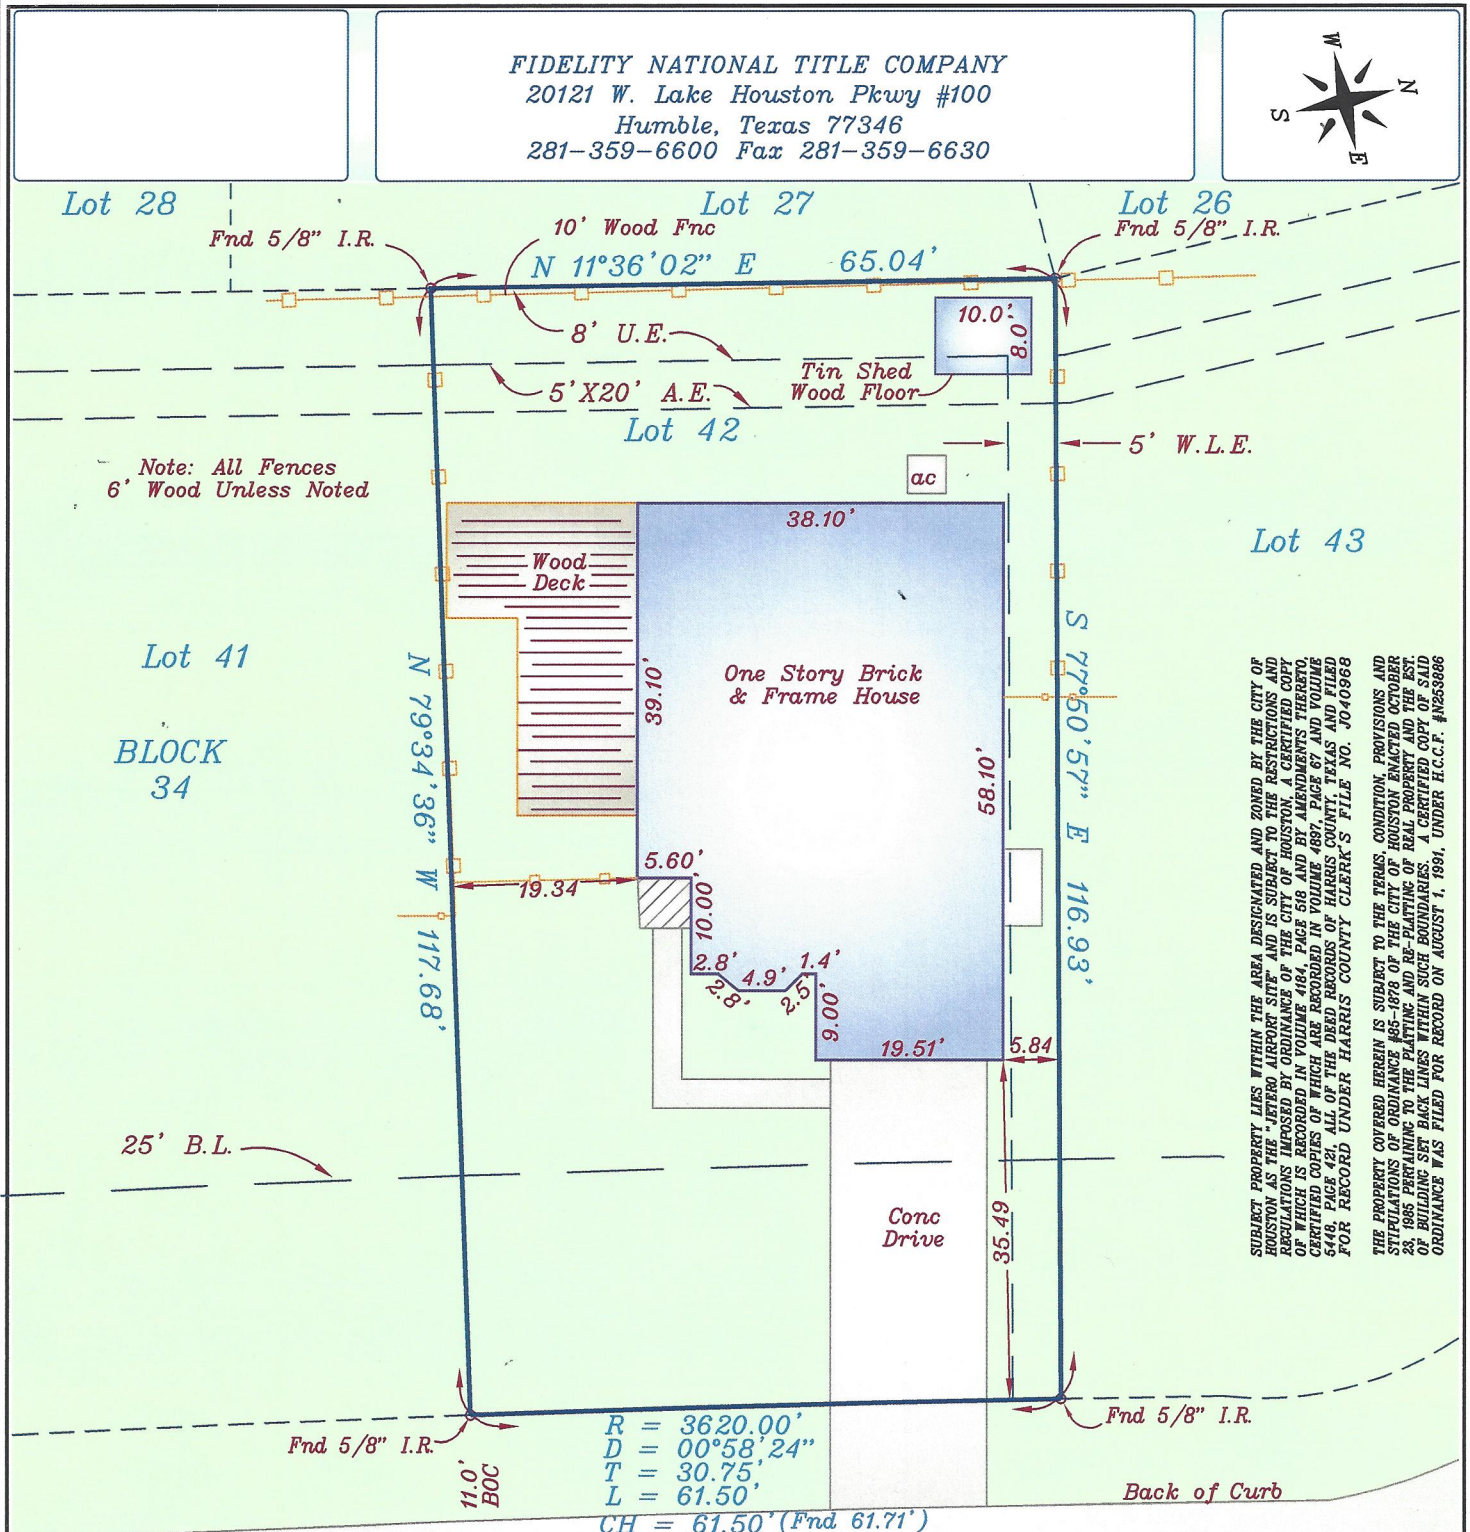 FIDELITY NATIONAL TITLE COMPANY
20121 W. Lake Houston Pkwy #100
Humble, Texas 77346
281-359-6600 Fax 281-359-6630
W
N
S
E
Lot 28
Lot 27
Lot 26
Fnd 5/8" I.R.
10' Wood Fnc
Fnd 5/8" I.R.
N 11°36'02" E 65.04'
8' U.E.
10.0'
8.0'
Tin Shed
Wood Floor
5'X20' A.E.
Lot 42
5' W.L.E.
Note: All Fences
6' Wood Unless Noted
ac
38.10'
Lot 43
Wood
Deck
Lot 41
BLOCK
34
N 79°34'36" W 117.68'
39.10'
One Story Brick
& Frame House
58.10'
S 77°50'57" E 116.93'
5.60'
19.34
10.00'
2.8'
2.8'
4.9'
2.5'
1.4'
9.00'
19.51'
5.84
25' B.L.
Conc
Drive
35.49
SUBJECT PROPERTY LIES WITHIN THE AREA DESIGNATED AND ZONED BY THE CITY OF
HOUSTON AS THE "JETERO AIRPORT SITE" AND IS SUBJECT TO THE RESTRICTIONS AND
REGULATIONS IMPOSED BY ORDINANCE OF THE CITY OF HOUSTON, A CERTIFIED COPY
OF WHICH IS RECORDED IN VOLUME 4184, PAGE 518 AND BY AMENDMENTS THERETO,
CERTIFIED COPIES OF WHICH ARE RECORDED IN VOLUME 4897, PAGE 67 AND VOLUME
5448, PAGE 421, ALL OF THE DEED RECORDS OF HARRIS COUNTY, TEXAS AND FILED
FOR RECORD UNDER HARRIS COUNTY CLERK'S FILE NO. J040968
THE PROPERTY COVERED HEREIN IS SUBJECT TO THE TERMS, CONDITION, PROVISIONS AND
STIPULATIONS OF ORDINANCE #85-1878 OF THE CITY OF HOUSTON ENACTED OCTOBER
23, 1985 PERTAINING TO THE PLATTING AND RE-PLATTING OF REAL PROPERTY AND THE EST.
OF BUILDING SET BACK LINES WITHIN SUCH BOUNDARIES. A CERTIFIED COPY OF SAID
ORDINANCE WAS FILED FOR RECORD ON AUGUST 1, 1991, UNDER H.C.C.F. #N253886
Fnd 5/8" I.R.
Fnd 5/8" I.R.
11.0'
BOC
R = 3620.00'
D = 00°58'24"
T = 30.75'
L = 61.50'
CH = 61.50' (Fnd 61.71')
Back of Curb